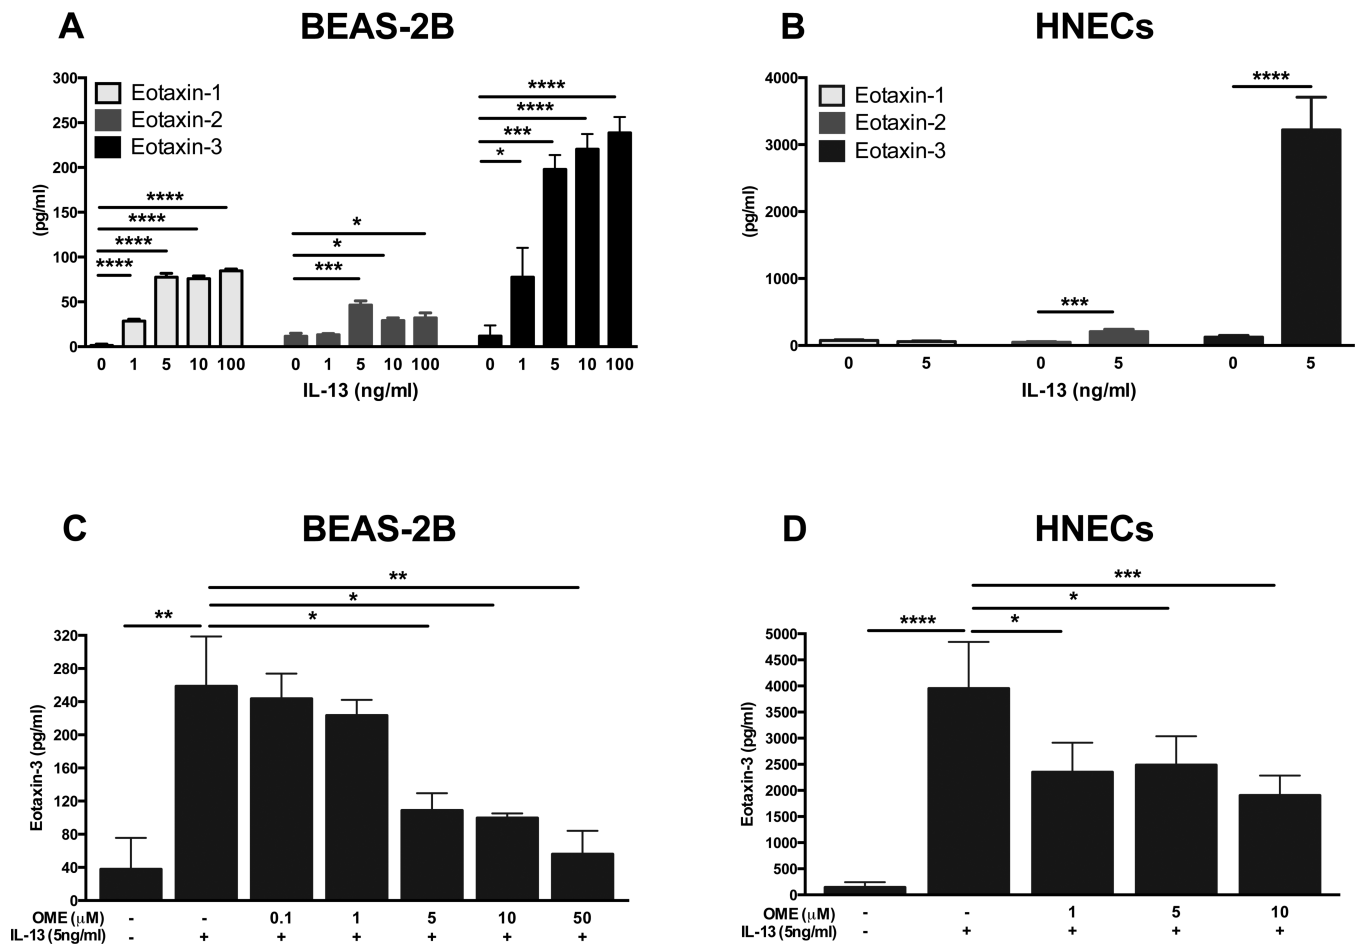 A BEAS-2B
****
****
****
****
***
*
*
*
***
****
****
300
250
200
150
100
50
0
(pg/ml)
Eotaxin-1
Eotaxin-2
Eotaxin-3
0 1 5 10 100 0 1 5 10 100 0 1 5 10 100
IL-13 (ng/ml)
B HNECs
***
****
4000
3000
2000
1000
0
(pg/ml)
Eotaxin-1
Eotaxin-2
Eotaxin-3
0 5 0 5 0 5
IL-13 (ng/ml)
C BEAS-2B
**
*
** *
320
280
240
200
160
120
80
40
0
Eotaxin-3 (pg/ml)
OME (μM) - - 0.1 1 5 10 50
IL-13 (5ng/ml) - + + + + + +
D HNECs
***
*
**** *
5000
4500
4000
3500
3000
2500
2000
1500
1000
500
0
Eotaxin-3 (pg/ml)
OME (μM) - - 1 5 10
IL-13 (5ng/ml) - + + + +